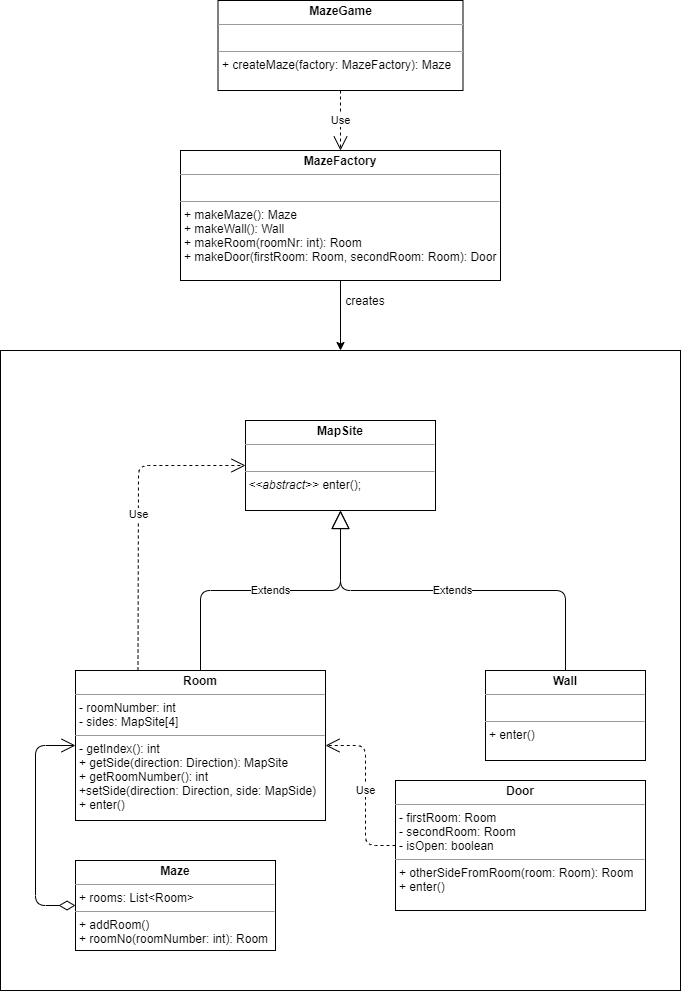 MazeGame
+ createMaze(factory: MazeFactory): Maze
Use
MazeFactory
+ makeMaze(): Maze
+ makeWall(): Wall
+ makeRoom(roomNr: int): Room
+ makeDoor(firstRoom: Room, secondRoom: Room): Door
creates
MapSite
<<abstract>> enter();
Use
Extends
Extends
Room
- roomNumber: int
- sides: MapSite[4]
- getIndex(): int
+ getSide(direction: Direction): MapSite
+ getRoomNumber(): int
+setSide(direction: Direction, side: MapSide)
+ enter()
Wall
+ enter()
Use
Door
- firstRoom: Room
- secondRoom: Room
- isOpen: boolean
+ otherSideFromRoom(room: Room): Room
+ enter()
Maze
+ rooms: List<Room>
+ addRoom()
+ roomNo(roomNumber: int): Room